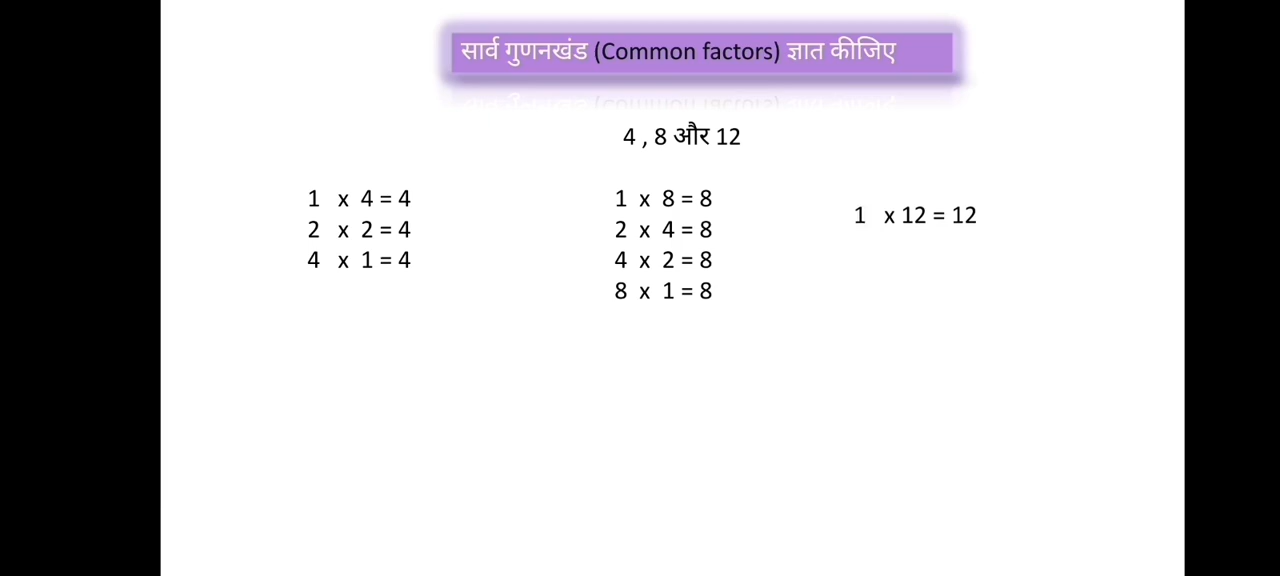 सार्व गुणनखंड (Common factors) ज्ञात कीजिए
4 , 8 और 12
1 x 4 = 4
2 x 2 = 4
4 x 1 = 4
1 x 8 = 8
2 x 4 = 8
4 x 2 = 8
8 x 1 = 8
1 x 12 = 12